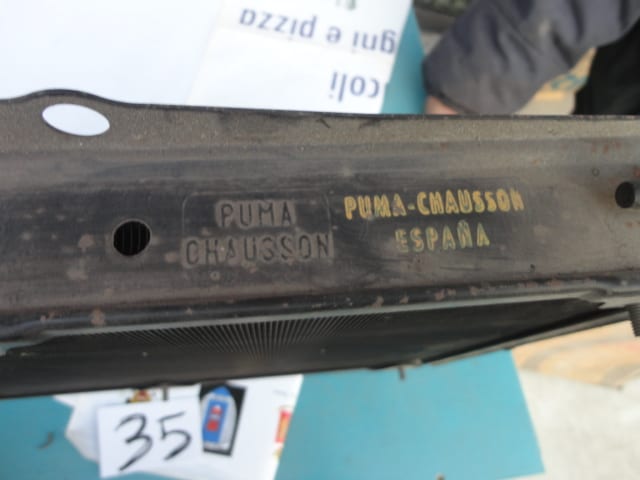 gni e pizza
coli
PUMA
CHAUSSON
PUMA-CHAUSSON
ESPAÑA
35